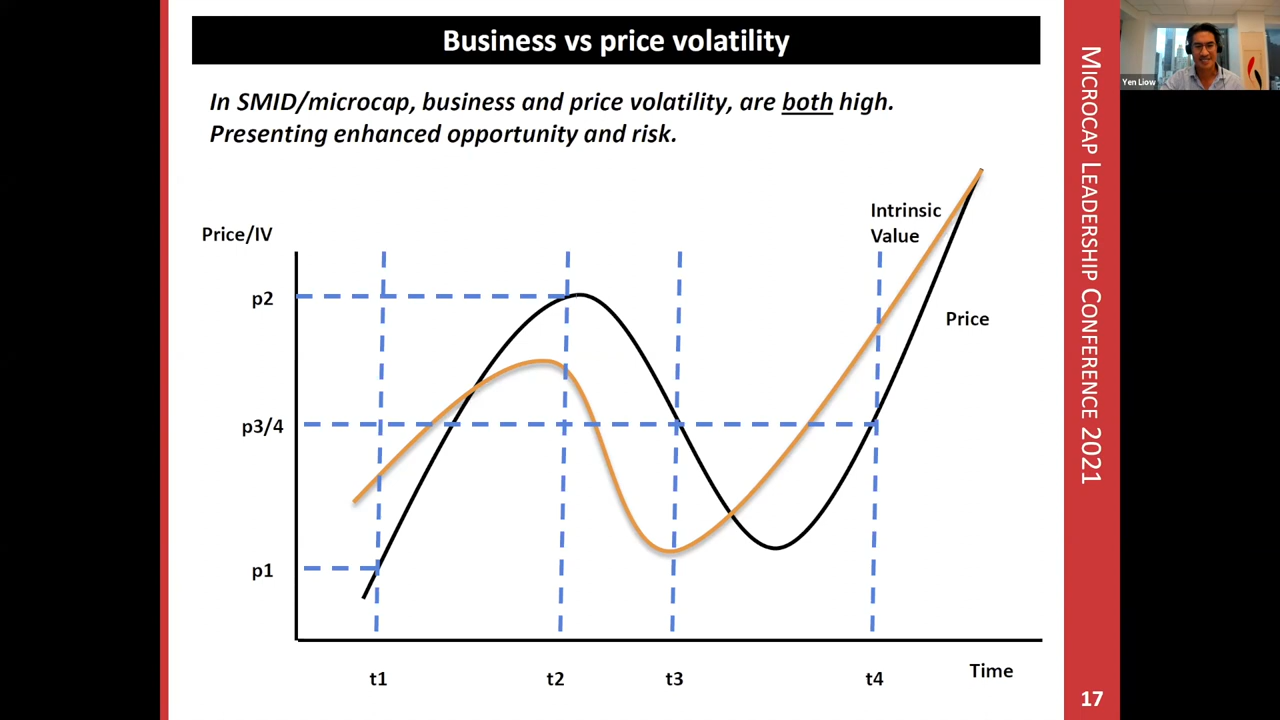 Business vs price volatility
In SMID/microcap, business and price volatility, are both high.
Presenting enhanced opportunity and risk.
Price/IV
p2
p3/4
p1
Intrinsic
Value
Price
t1
t2
t3
t4
Time
MICROCAP LEADERSHIP CONFERENCE 2021
17
Yen Liow